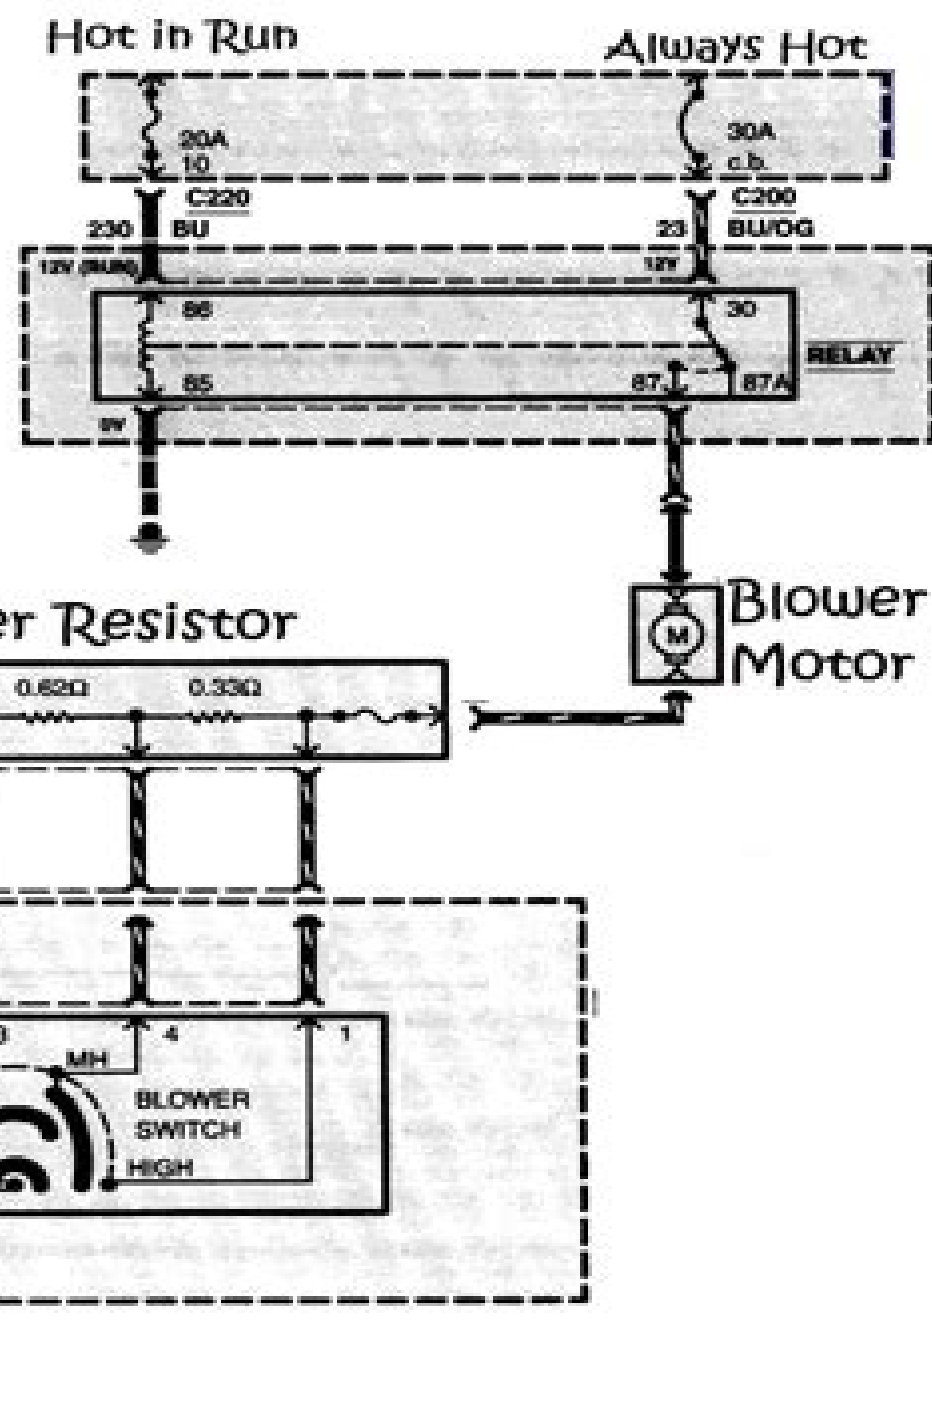 Hot in Run
Always Hot
20A
10
30A
c.b.
C220
C200
230 BU
23 BU/OG
12V (RUN)
12V
86
30
RELAY
85
87
87A
0V
Blower
Motor
er Resistor
0.62Ω
0.33Ω
M
4
1
MH
BLOWER
SWITCH
HIGH